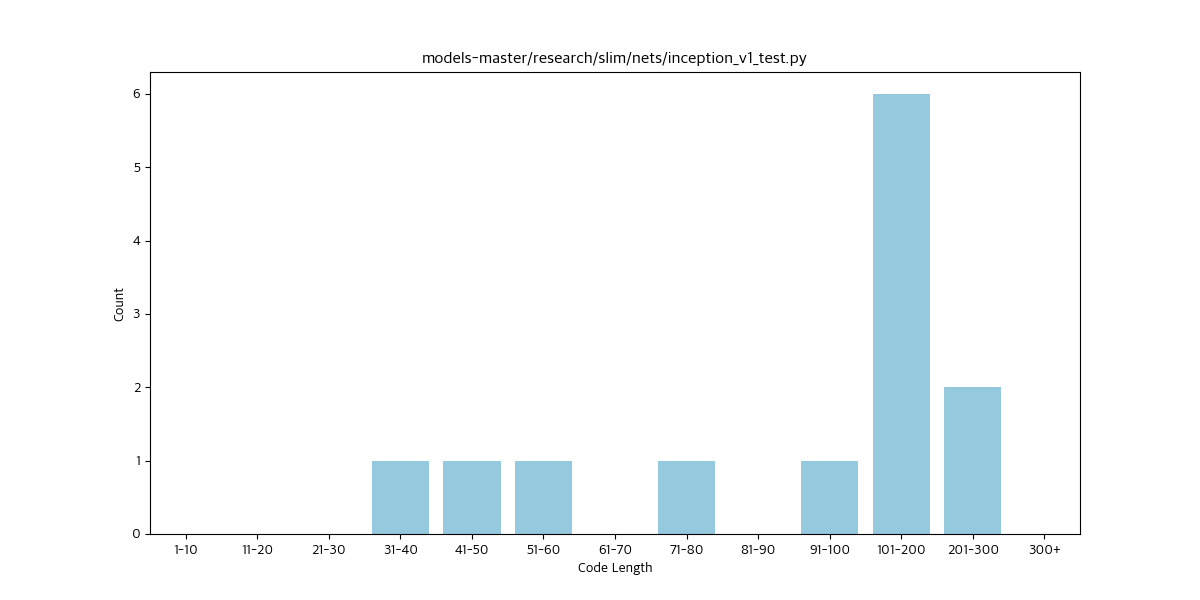 models-master/research/slim/nets/inception_v1_test.py
6
5
4
3
2
1
0
Count
1-10 11-20 21-30 31-40 41-50 51-60 61-70 71-80 81-90 91-100 101-200 201-300 300+
Code Length